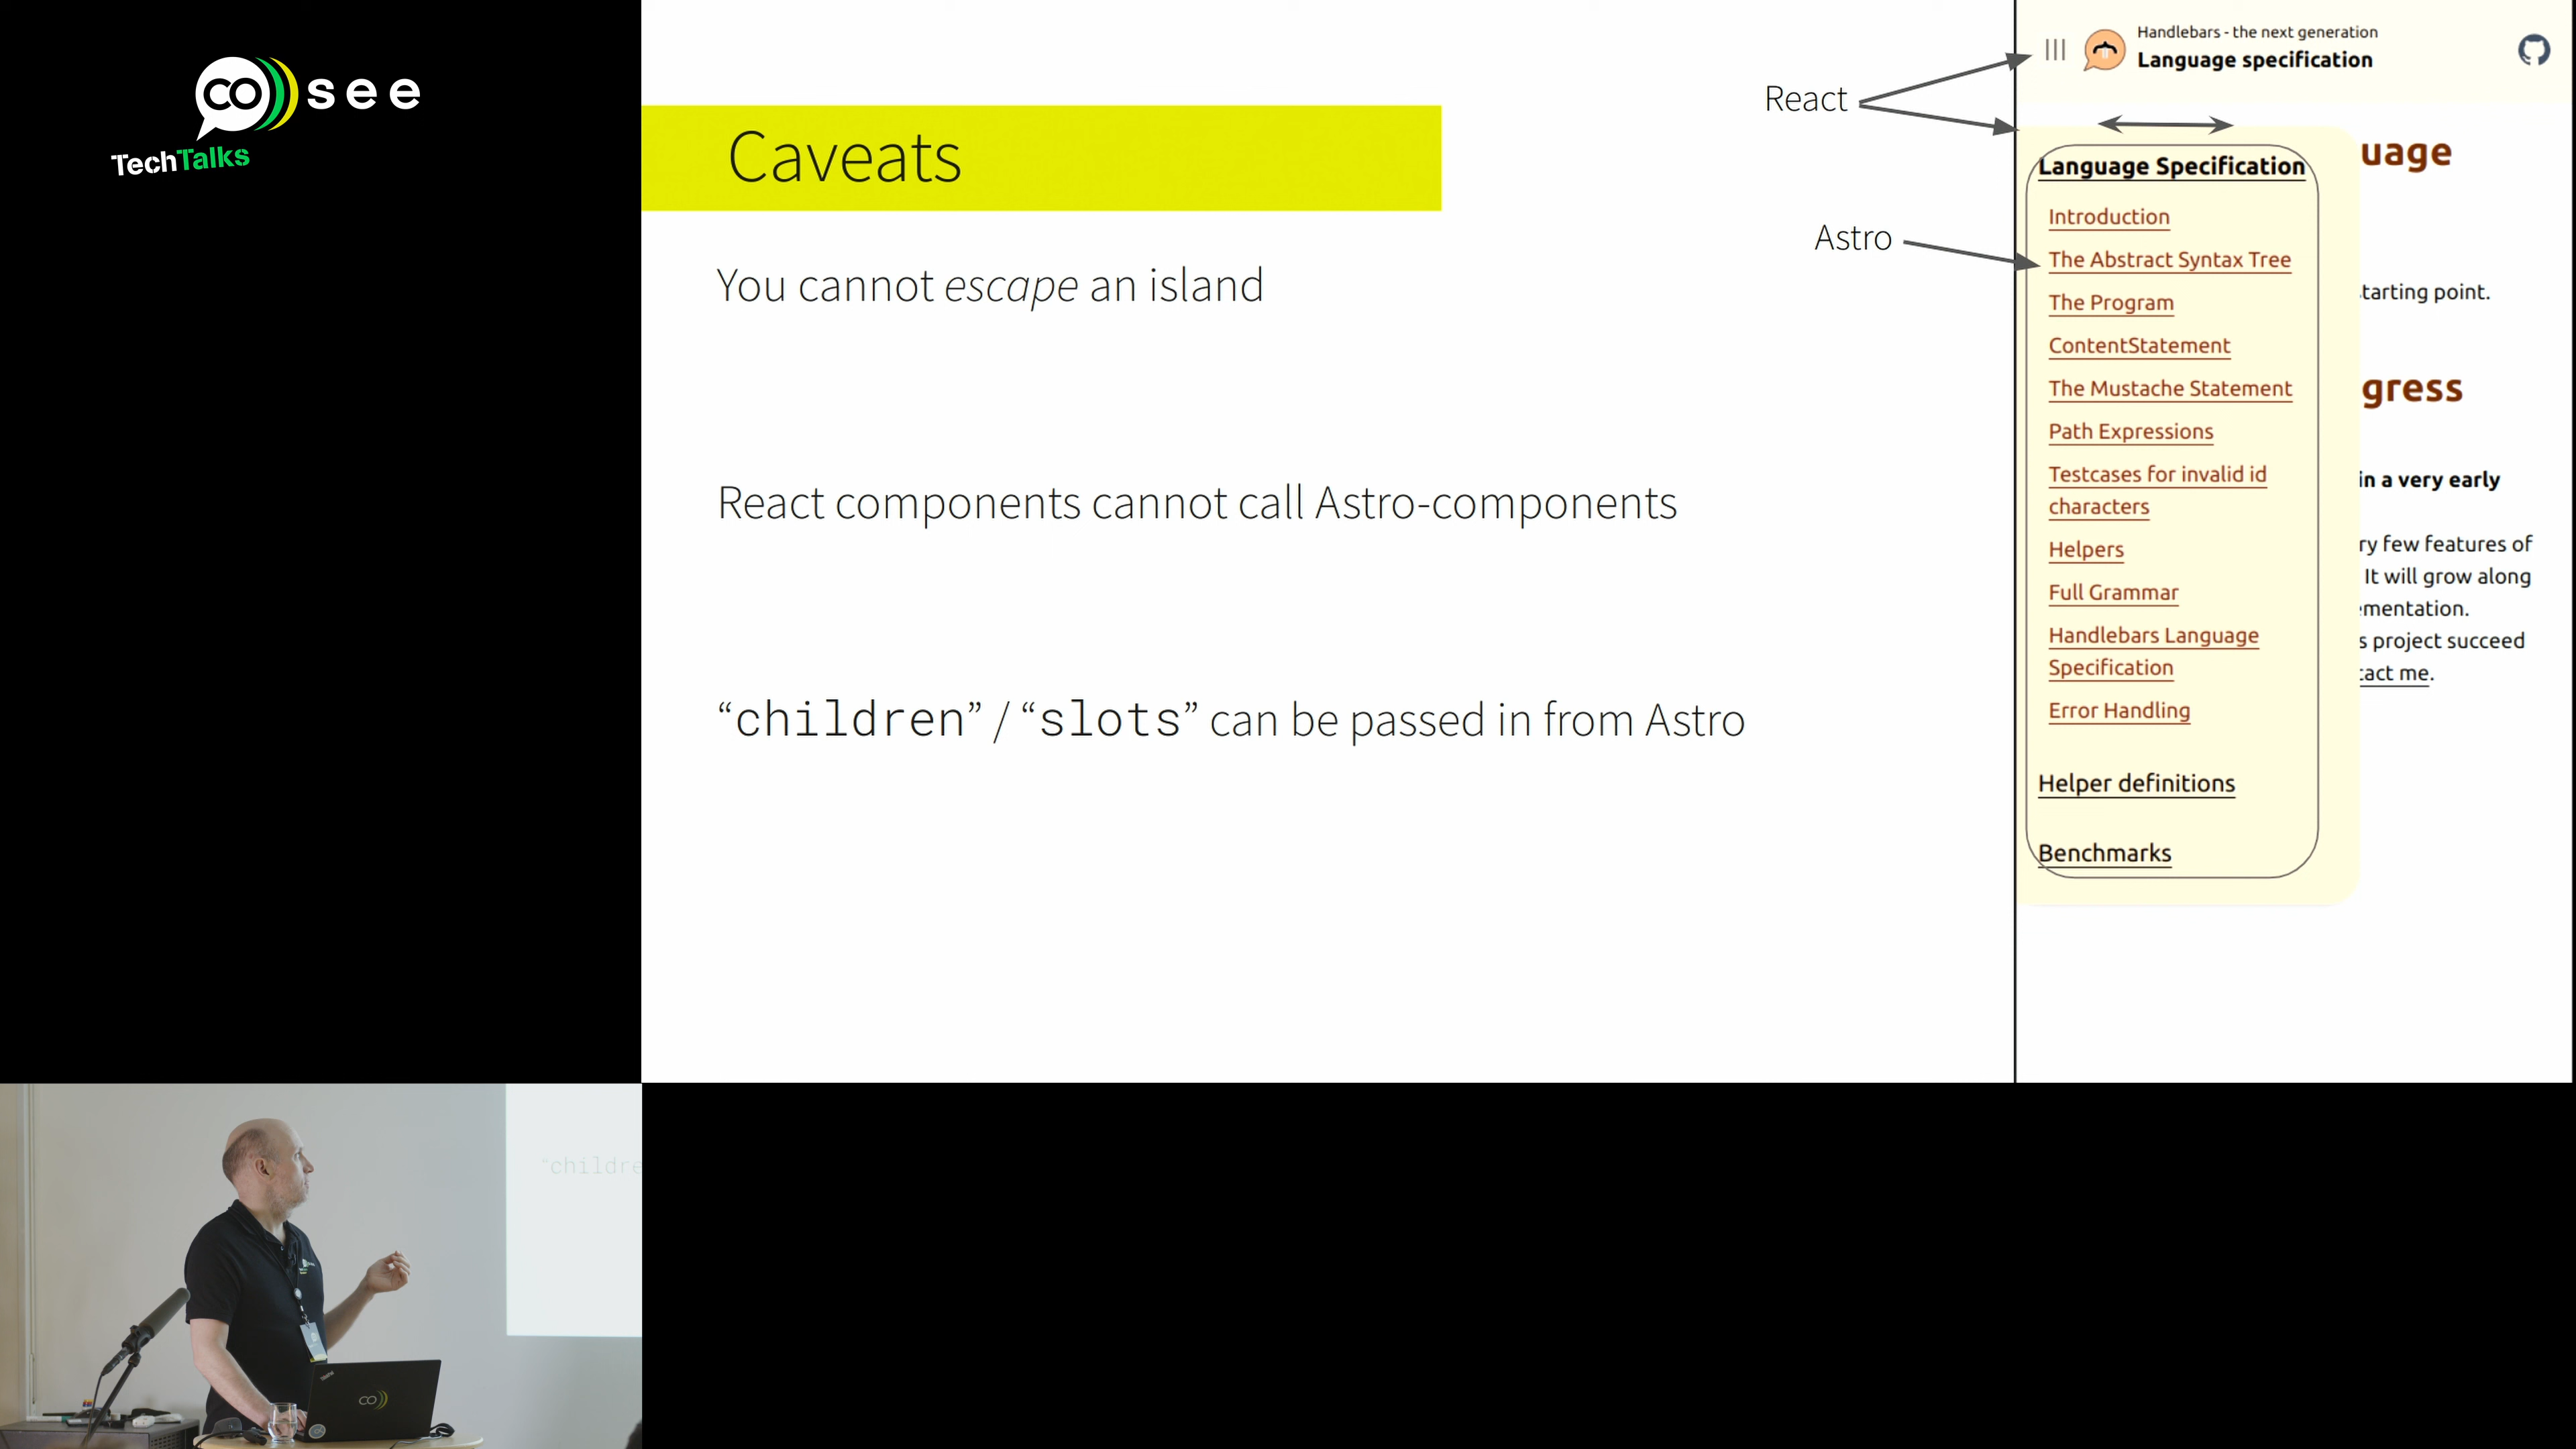 co see
TechTalks
Caveats
You cannot escape an island
React components cannot call Astro-components
“children” / “slots” can be passed in from Astro
React
Astro
Handlebars - the next generation
Language specification
Language Specification
Introduction
The Abstract Syntax Tree
The Program
ContentStatement
The Mustache Statement
Path Expressions
Testcases for invalid id
characters
Helpers
Full Grammar
Handlebars Language
Specification
Error Handling
Helper definitions
Benchmarks
uage
tarting point.
gress
in a very early
ry few features of
It will grow along
ementation.
s project succeed
tact me.
“childre
co